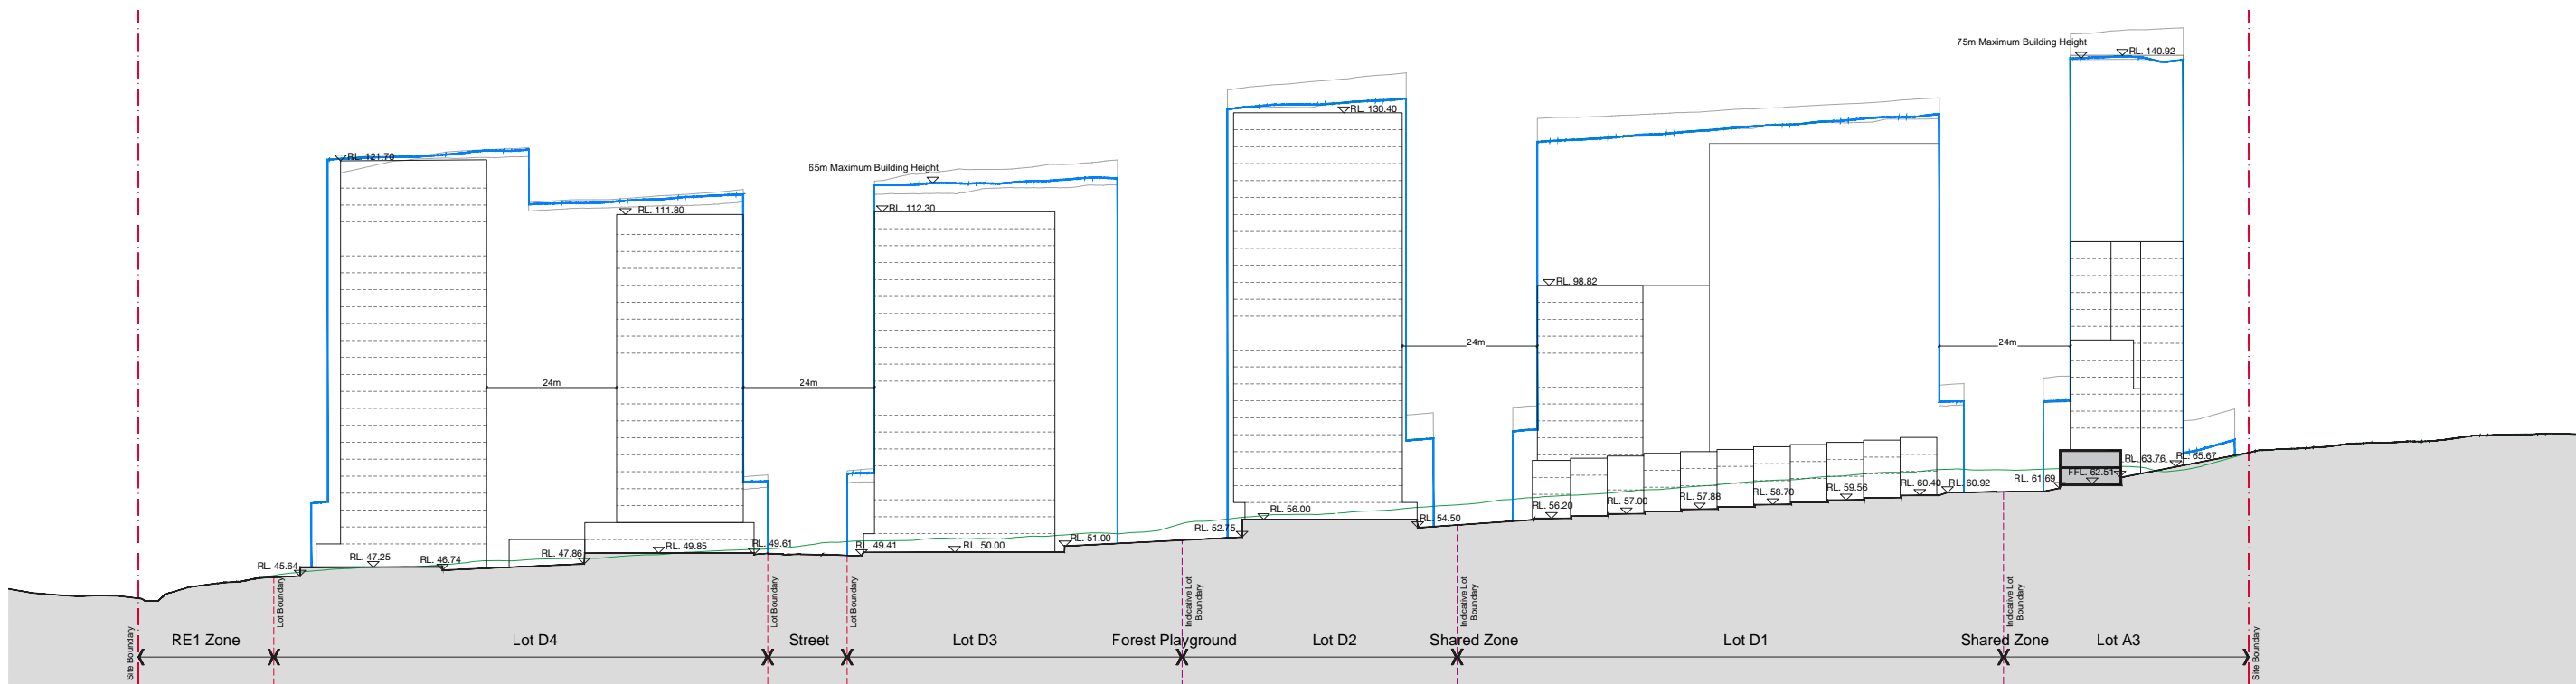 75m Maximum Building Height
RL. 140.92
RL. 130.40
RL. 121.70
65m Maximum Building Height
RL. 111.80
RL. 112.30
RL. 98.82
24m
24m
24m
24m
RL. 45.64
RL. 47.25
RL. 46.74
RL. 47.86
RL. 49.85
RL. 49.61
RL. 49.41
RL. 50.00
RL. 51.00
RL. 52.75
RL. 56.00
RL. 54.50
RL. 56.20
RL. 57.00
RL. 57.88
RL. 58.70
RL. 59.56
RL. 60.40
RL. 60.92
RL. 61.69
FFL. 62.51
RL. 63.76
RL. 65.67
Site Boundary
Lot Boundary
Lot Boundary
Lot Boundary
Indicative Lot
Boundary
Indicative Lot
Boundary
Indicative Lot
Boundary
Site Boundary
RE1 Zone
Lot D4
Street
Lot D3
Forest Playground
Lot D2
Shared Zone
Lot D1
Shared Zone
Lot A3